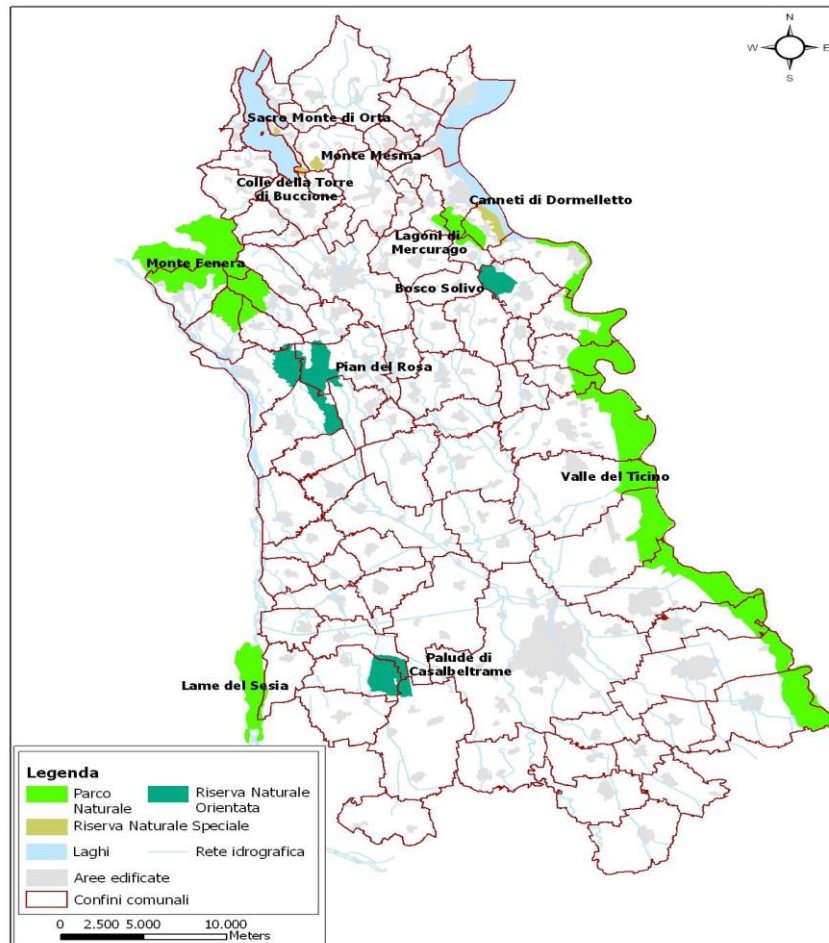 N
W E
S
Sacro Monte di Orta
Monte Mesma
Colle della Torre
di Buccione
Canneti di Dormelletto
Lagoni di
Mercurago
Monte Fenera
Bosco Solivo
Pian del Rosa
Valle del Ticino
Palude di
Casalbeltrame
Lame del Sesia
Legenda
Parco
Naturale
Riserva Naturale
Orientata
Riserva Naturale Speciale
Laghi
Rete idrografica
Aree edificate
Confini comunali
0 2.500 5.000 10.000
Meters